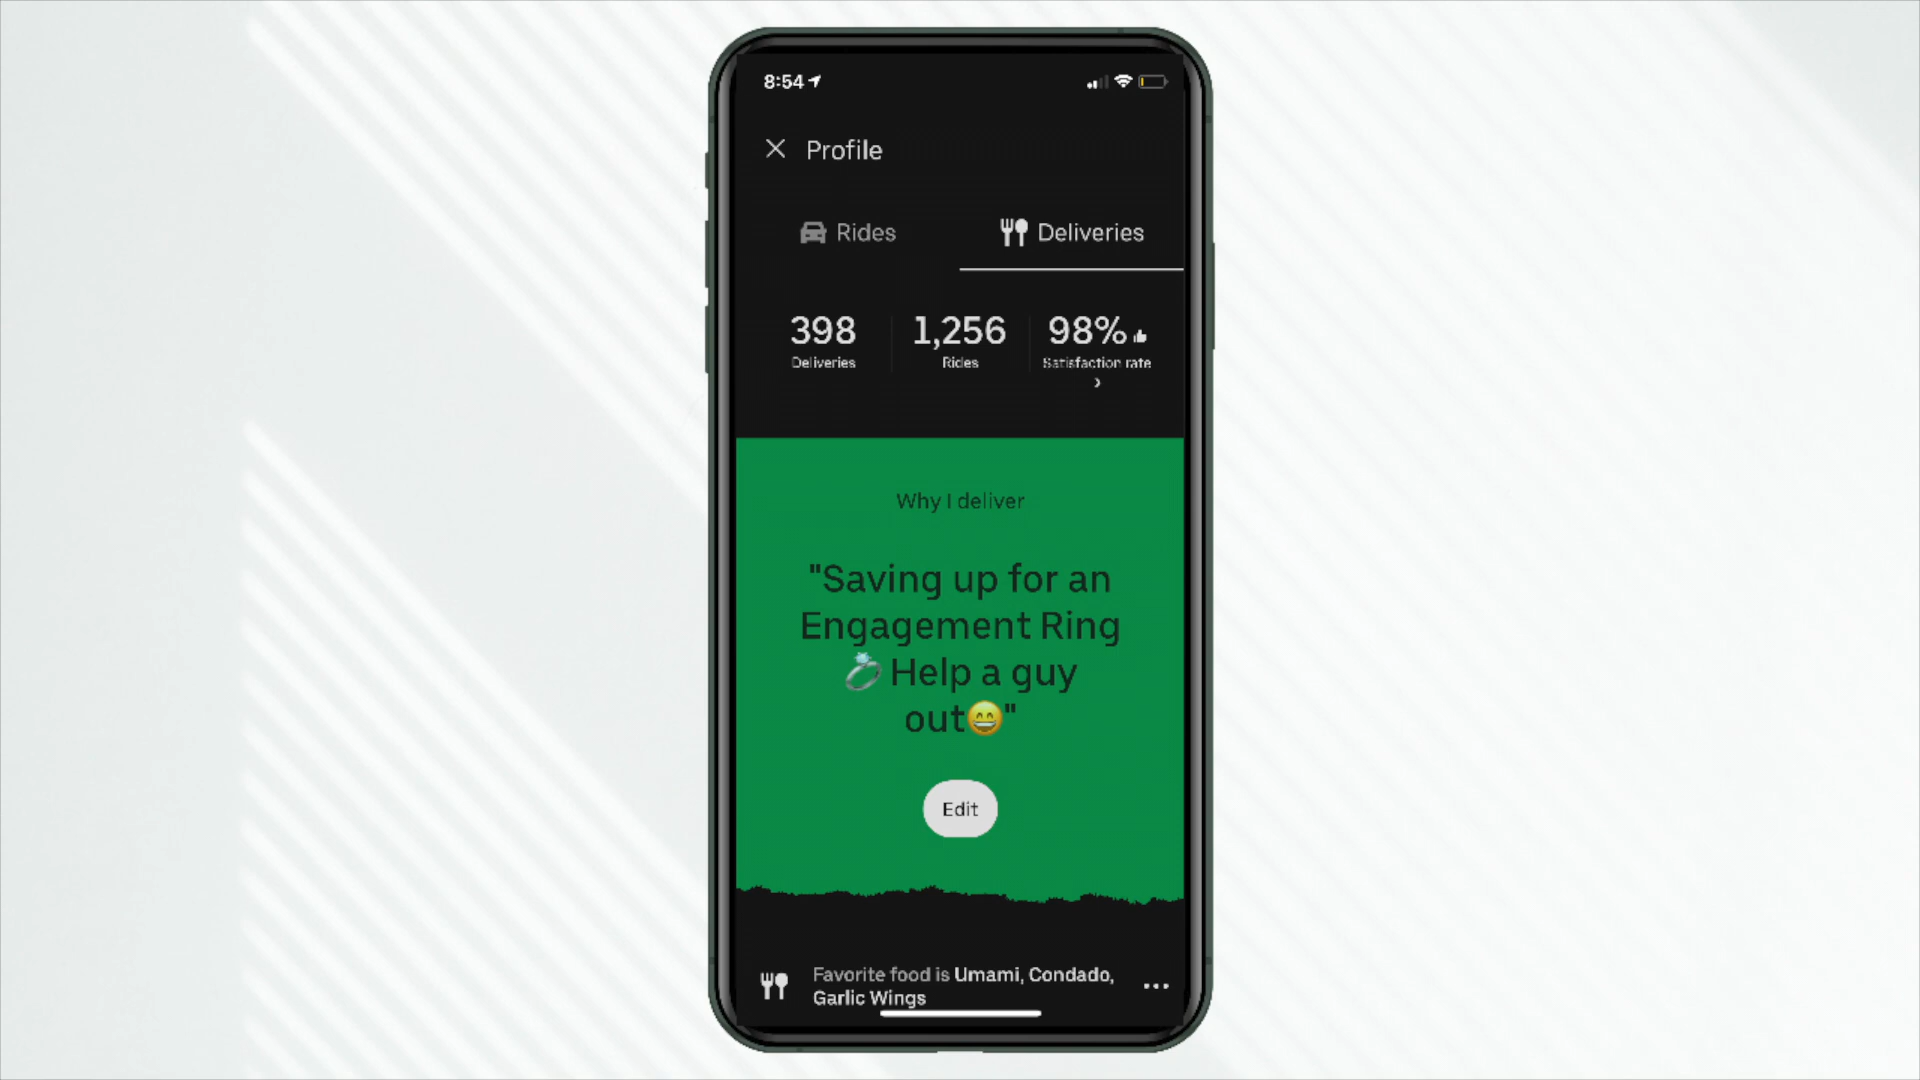 8:54
Profile
Rides
Deliveries
398
1,256
98%
Deliveries
Rides
Satisfaction rate
Why I deliver
"Saving up for an
Engagement Ring
💍 Help a guy
out😄"
Edit
Favorite food is Umami, Condado,
Garlic Wings